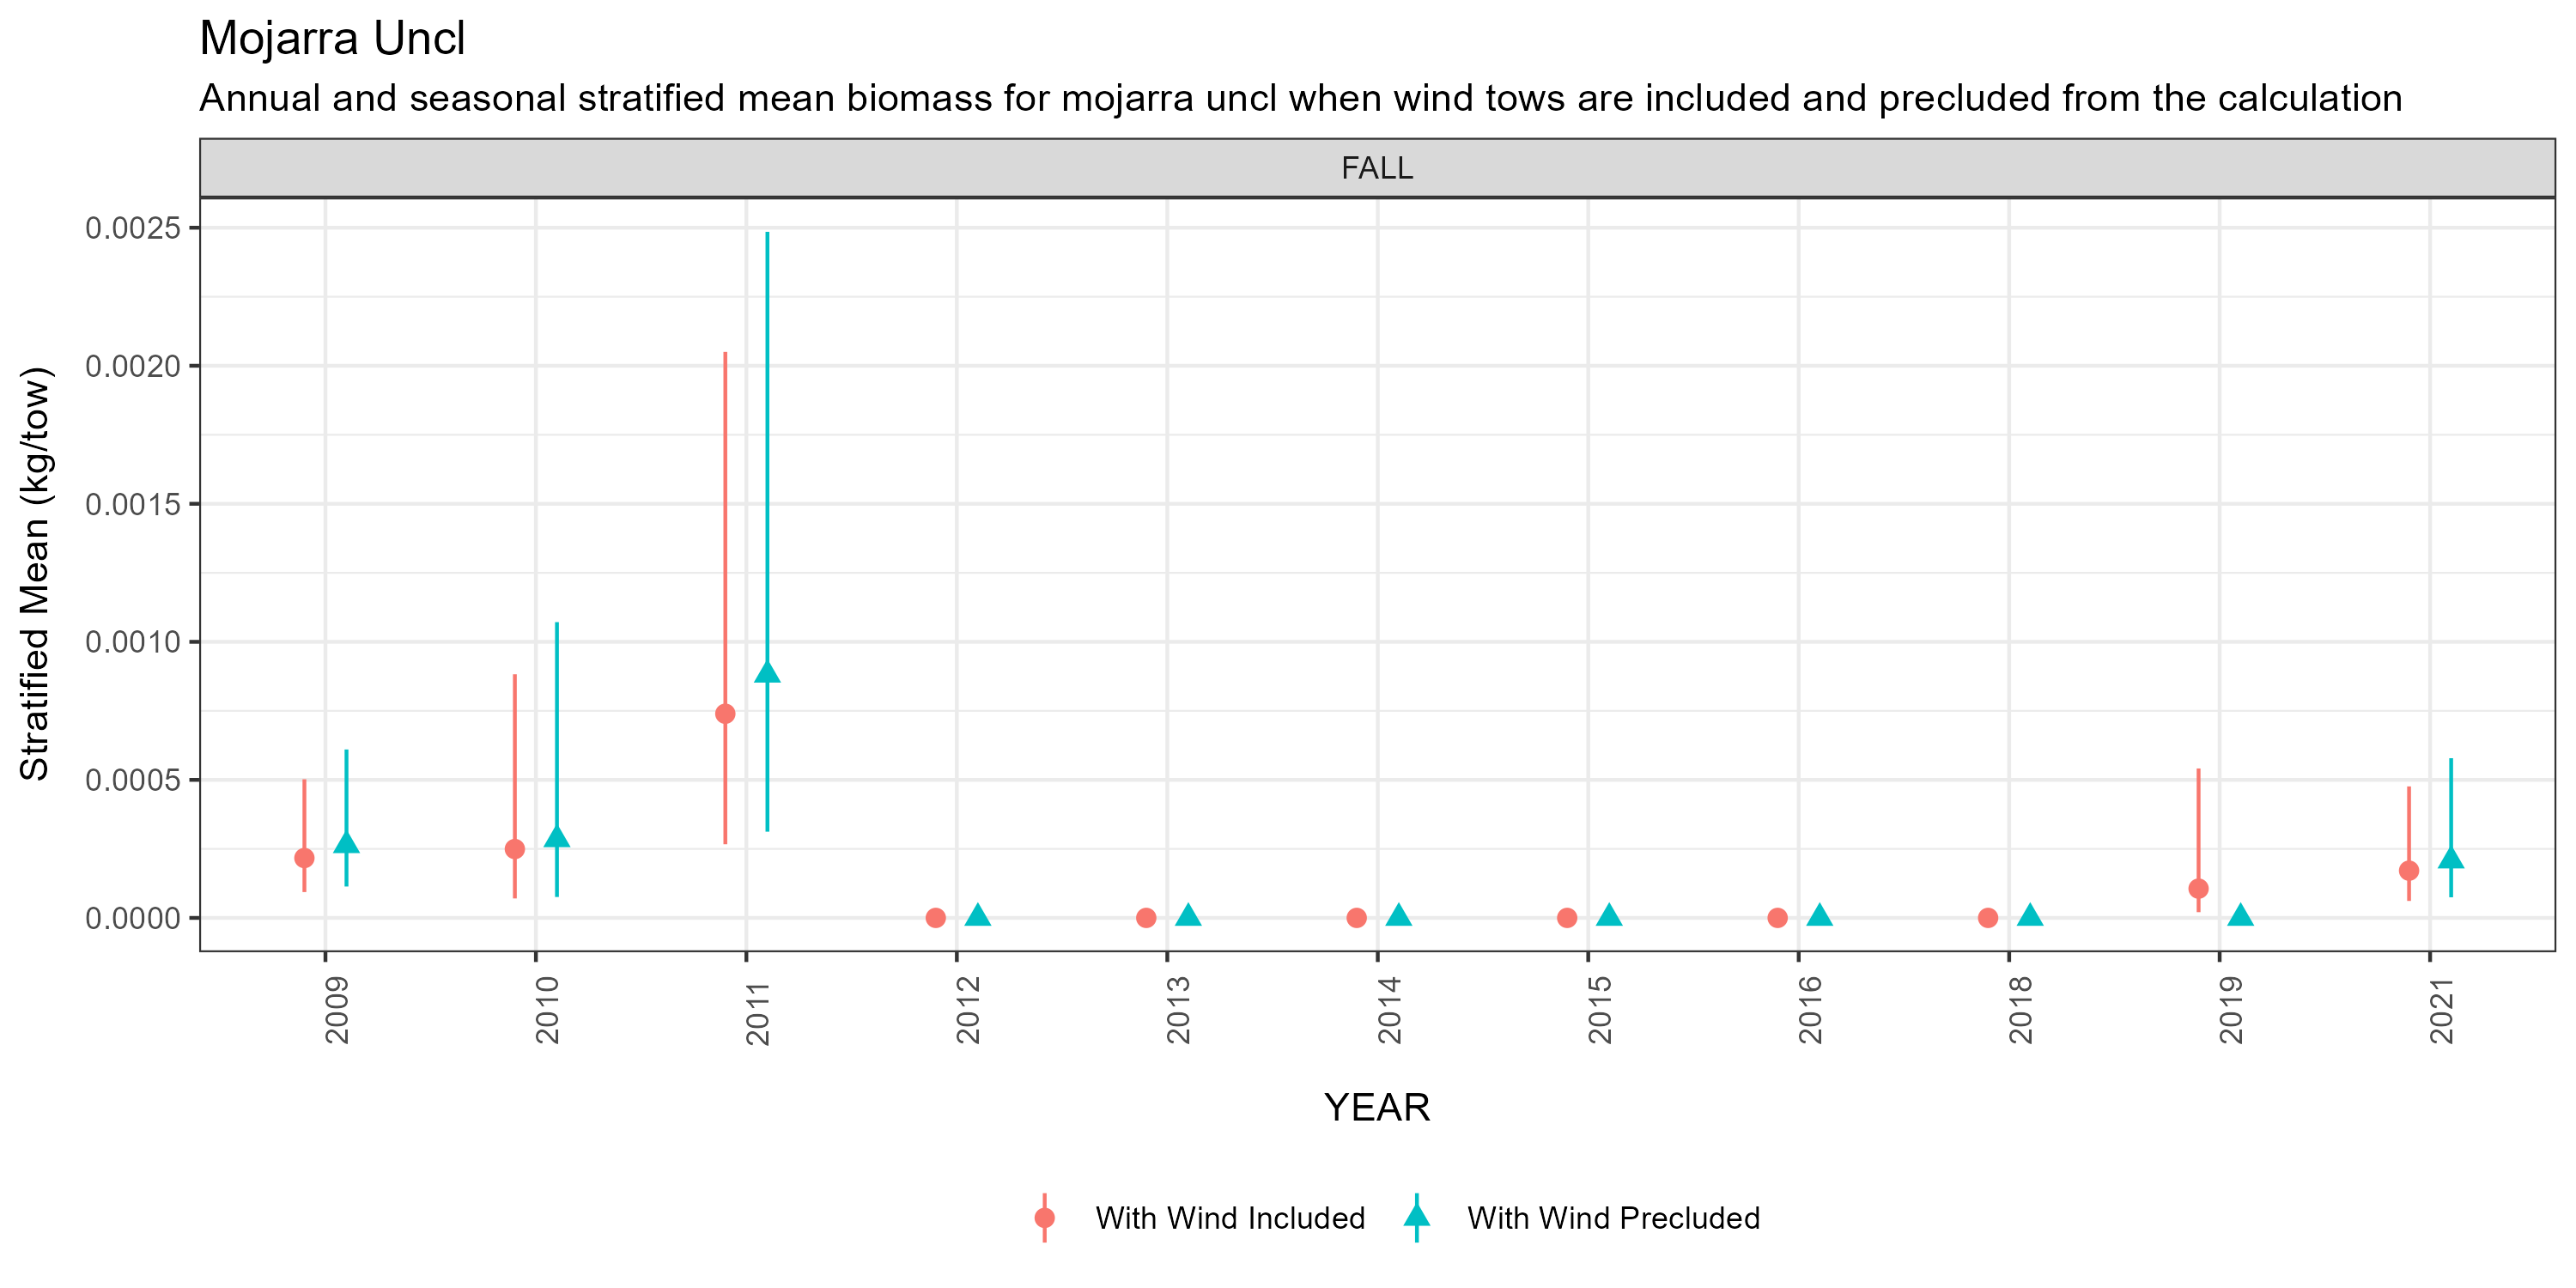 Mojarra Uncl
Annual and seasonal stratified mean biomass for mojarra uncl when wind tows are included and precluded from the calculation
FALL
Stratified Mean (kg/tow)
0.0025
0.0020
0.0015
0.0010
0.0005
0.0000
2009
2010
2011
2012
2013
2014
2015
2016
2018
2019
2021
YEAR
With Wind Included
With Wind Precluded